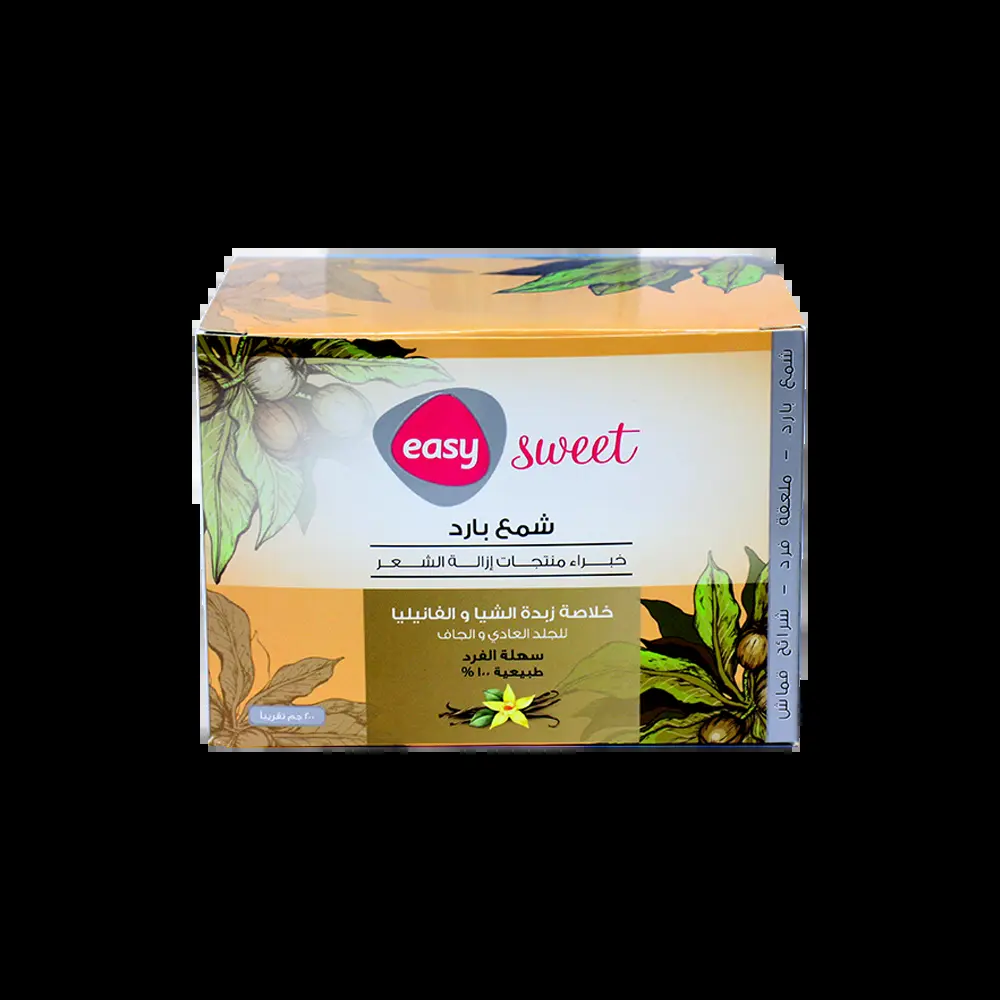 easy sweet
شمع بارد
خبراء منتجات إزالة الشعر
خلاصة زبدة الشيا و الفانيليا
للجلد العادي و الجاف
سهلة الفرد
طبيعية ١٠٠ %
٢٠٠ جم تقريباً
شمع بارد - ملعقة فرد - شرائح قماش